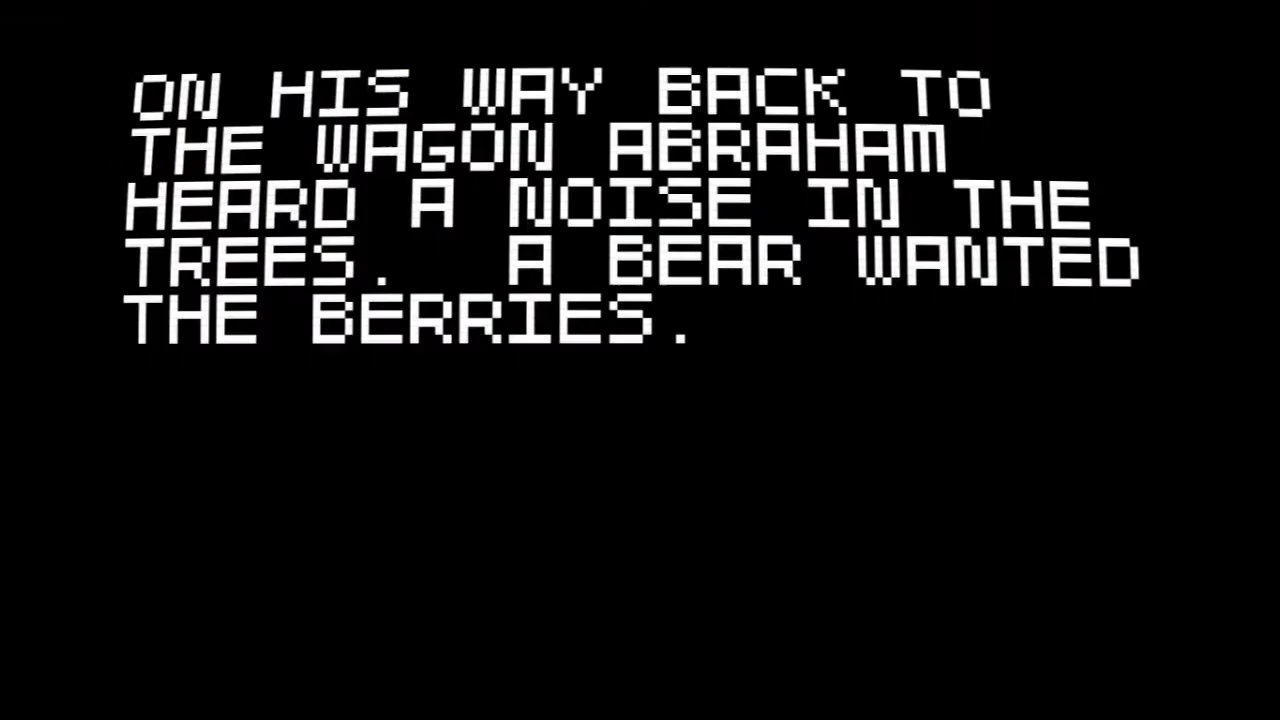 ON HIS WAY BACK TO
THE WAGON ABRAHAM
HEARD A NOISE IN THE
TREES.  A BEAR WANTED
THE BERRIES.